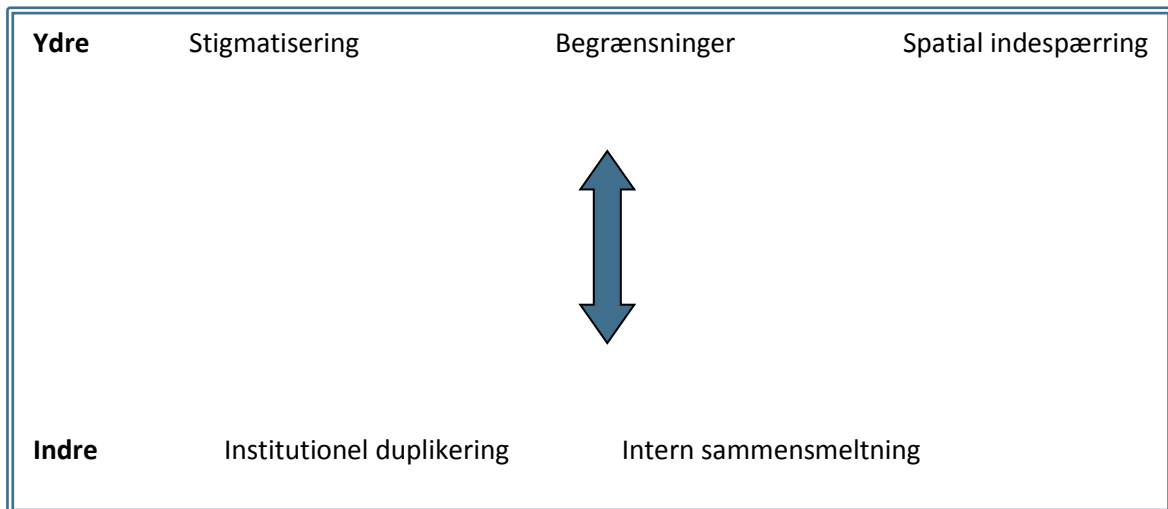 Ydre Stigmatisering Begrænsninger Spatial indespærring
Indre Institutionel duplikering Intern sammensmeltning